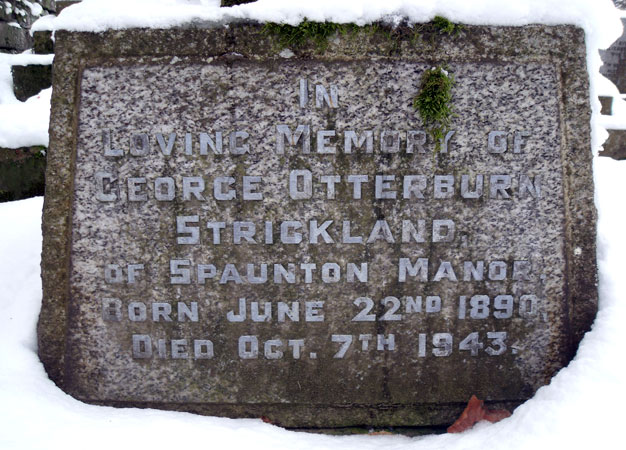 IN
LOVING MEMORY OF
GEORGE OTTERBURN
STRICKLAND,
OF SPAUNTON MANOR,
BORN JUNE 22ND 1890,
DIED OCT. 7TH 1943.